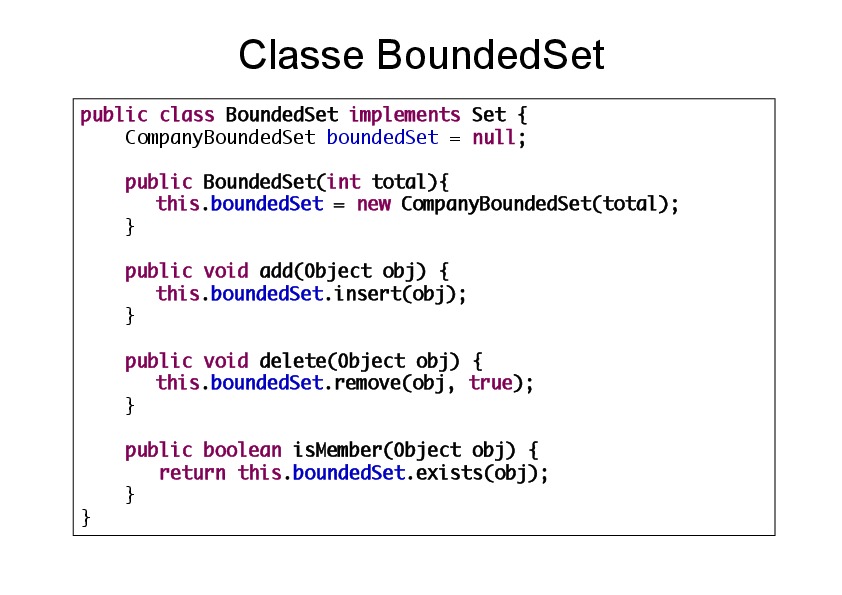 Classe BoundedSet
public class BoundedSet implements Set {
CompanyBoundedSet boundedSet = null;
public BoundedSet(int total){
this.boundedSet = new CompanyBoundedSet(total);
}
public void add(Object obj) {
this.boundedSet.insert(obj);
}
public void delete(Object obj) {
this.boundedSet.remove(obj, true);
}
public boolean isMember(Object obj) {
return this.boundedSet.exists(obj);
}
}